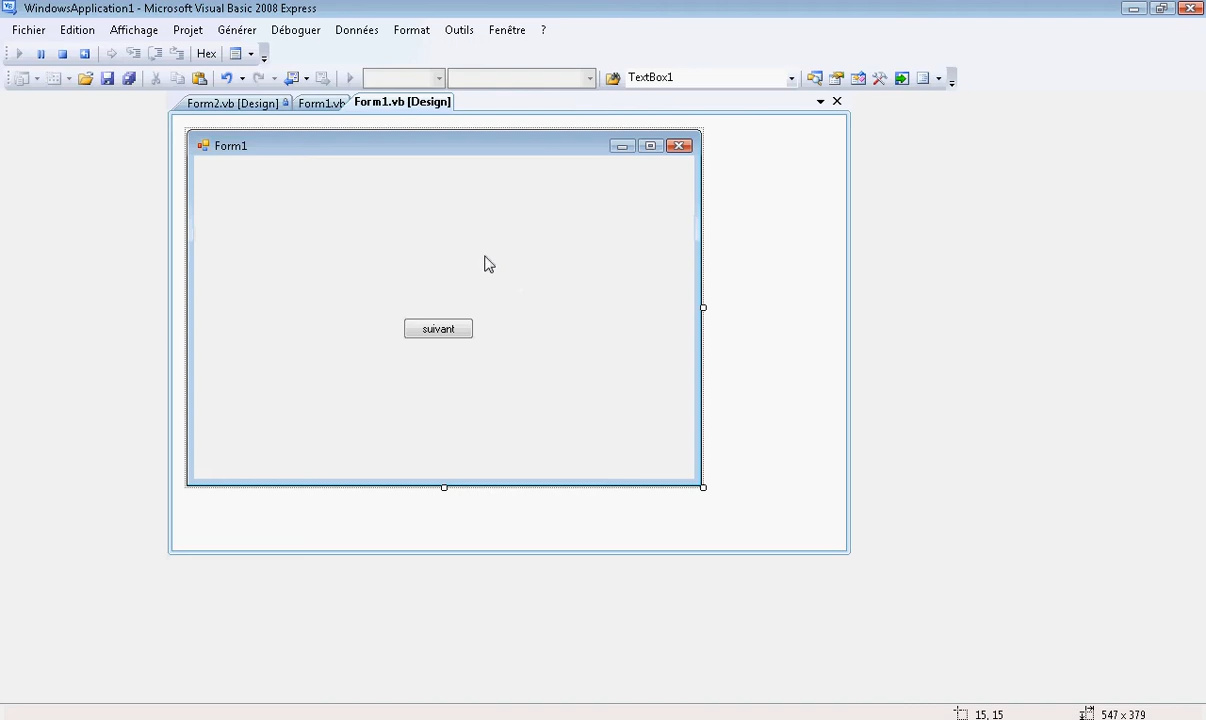 WindowsApplication1 - Microsoft Visual Basic 2008 Express
Fichier Edition Affichage Projet Générer Déboguer Données Format Outils Fenêtre ?
Hex
TextBox1
Form2.vb [Design] Form1.vb Form1.vb [Design]
Form1
suivant
15, 15 547 x 379